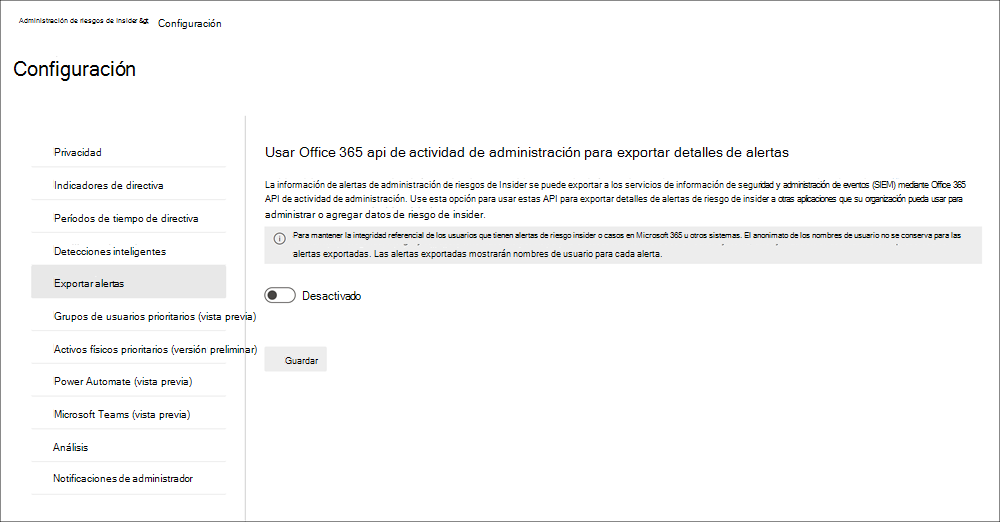 Administración de riesgos de Insider &gt; Configuración
Configuración
Privacidad
Indicadores de directiva
Períodos de tiempo de directiva
Detecciones inteligentes
Exportar alertas
Grupos de usuarios prioritarios (vista previa)
Activos físicos prioritarios (versión preliminar)
Power Automate (vista previa)
Microsoft Teams (vista previa)
Análisis
Notificaciones de administrador
Usar Office 365 api de actividad de administración para exportar detalles de alertas
La información de alertas de administración de riesgos de Insider se puede exportar a los servicios de información de seguridad y administración de eventos (SIEM) mediante Office 365
API de actividad de administración. Use esta opción para usar estas API para exportar detalles de alertas de riesgo de insider a otras aplicaciones que su organización pueda usar para
administrar o agregar datos de riesgo de insider.
Para mantener la integridad referencial de los usuarios que tienen alertas de riesgo insider o casos en Microsoft 365 u otros sistemas. El anonimato de los nombres de usuario no se conserva para las
alertas exportadas. Las alertas exportadas mostrarán nombres de usuario para cada alerta.
Desactivado
Guardar